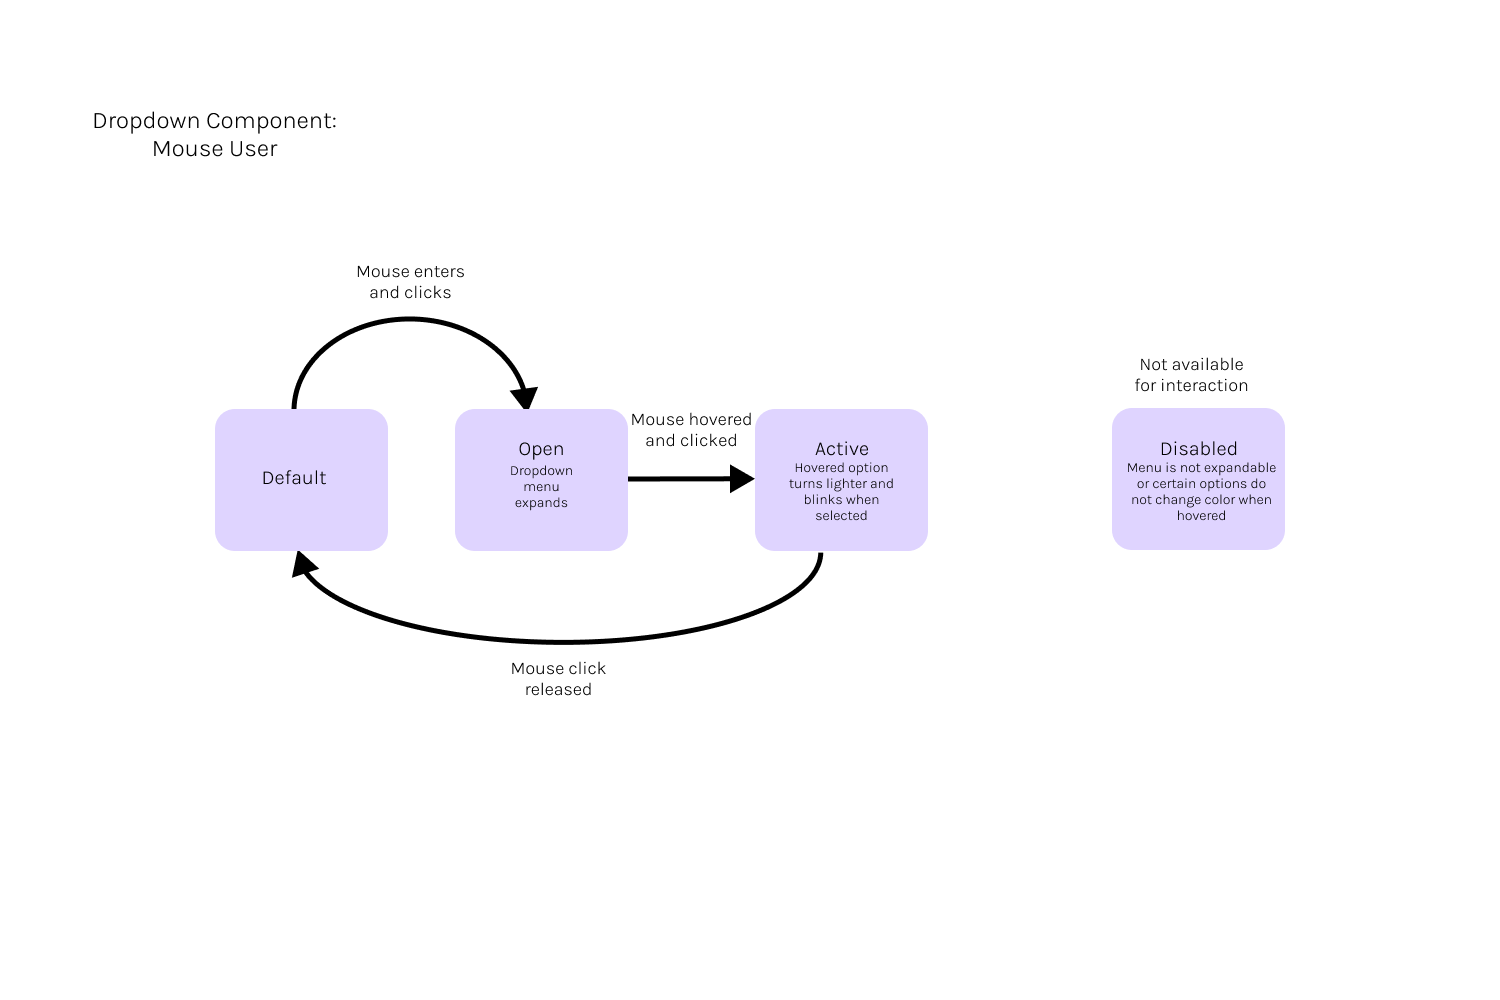 Dropdown Component:
Mouse User
Mouse enters
and clicks
Default
Open
Dropdown
menu
expands
Mouse hovered
and clicked
Active
Hovered option
turns lighter and
blinks when
selected
Mouse click
released
Not available
for interaction
Disabled
Menu is not expandable
or certain options do
not change color when
hovered